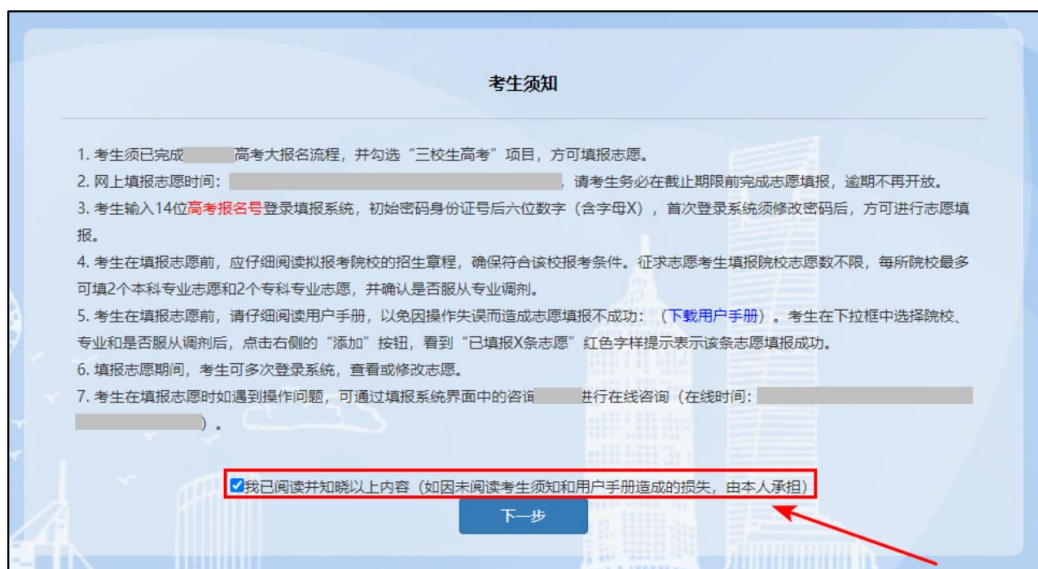 考生须知
1. 考生须已完成 高考大报名流程，并勾选“三校生高考”项目，方可填报志愿。
2. 网上填报志愿时间： ，请考生务必在截止期限前完成志愿填报，逾期不再开放。
3. 考生输入14位高考报名号登录填报系统，初始密码身份证号后六位数字（含字母X），首次登录系统须修改密码后，方可进行志愿填
报。
4. 考生在填报志愿前，应仔细阅读拟报考院校的招生章程，确保符合该校报考条件。征求志愿考生填报院校志愿数不限，每所院校最多
可填2个本科专业志愿和2个专科专业志愿，并确认是否服从专业调剂。
5. 考生在填报志愿前，请仔细阅读用户手册，以免因操作失误而造成志愿填报不成功：（下载用户手册）。考生在下拉框中选择院校、
专业和是否服从调剂后，点击右侧的“添加”按钮，看到“已填报X条志愿”红色字样提示表示该条志愿填报成功。
6. 填报志愿期间，考生可多次登录系统，查看或修改志愿。
7. 考生在填报志愿时如遇到操作问题，可通过填报系统界面中的咨询 进行在线咨询（在线时间：
）。
我已阅读并知晓以上内容（如因未阅读考生须知和用户手册造成的损失，由本人承担）
下一步